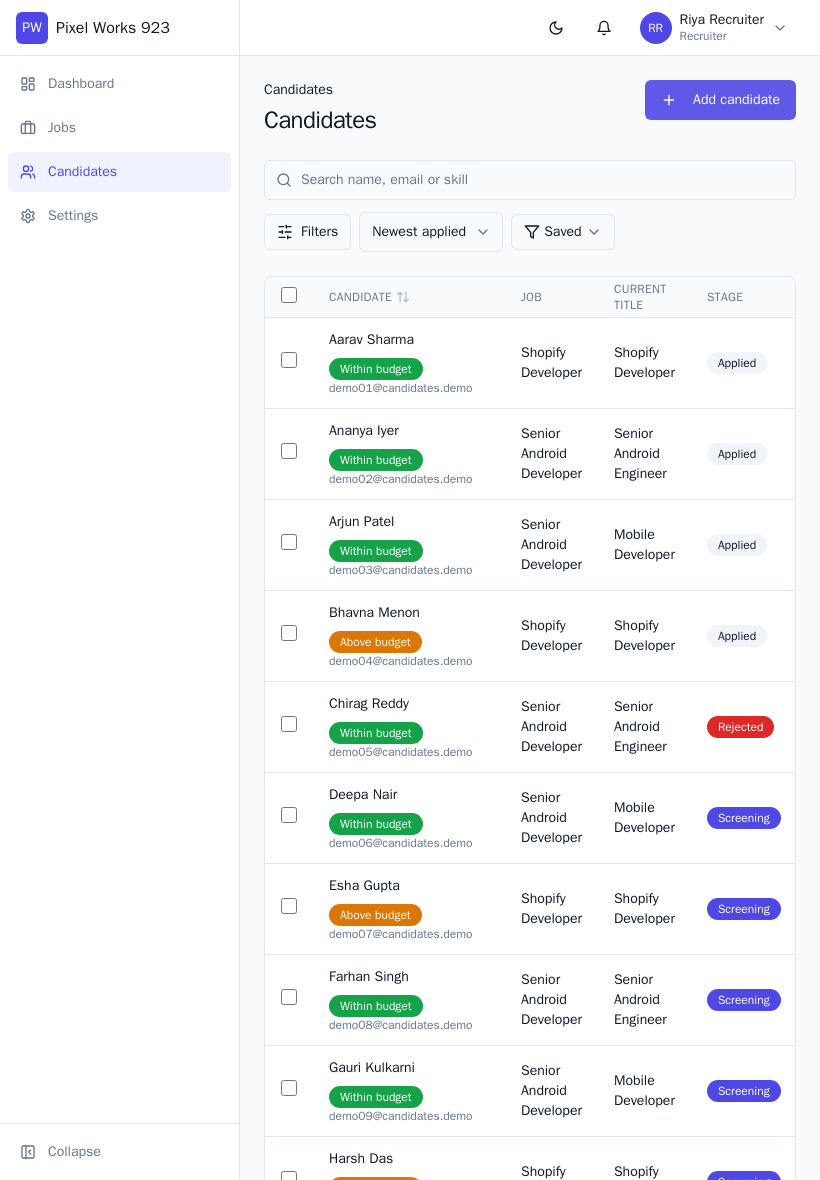 PW Pixel Works 923
RR
Riya Recruiter
Recruiter
Dashboard
Jobs
Candidates
Settings
Collapse
Candidates
Candidates
Add candidate
Search name, email or skill
Filters
Newest applied
Saved
CANDIDATE
JOB
CURRENT
TITLE
STAGE
Aarav Sharma
Within budget
demo01@candidates.demo
Shopify
Developer
Shopify
Developer
Applied
Ananya Iyer
Within budget
demo02@candidates.demo
Senior
Android
Developer
Senior
Android
Engineer
Applied
Arjun Patel
Within budget
demo03@candidates.demo
Senior
Android
Developer
Mobile
Developer
Applied
Bhavna Menon
Above budget
demo04@candidates.demo
Shopify
Developer
Shopify
Developer
Applied
Chirag Reddy
Within budget
demo05@candidates.demo
Senior
Android
Developer
Senior
Android
Engineer
Rejected
Deepa Nair
Within budget
demo06@candidates.demo
Senior
Android
Developer
Mobile
Developer
Screening
Esha Gupta
Above budget
demo07@candidates.demo
Shopify
Developer
Shopify
Developer
Screening
Farhan Singh
Within budget
demo08@candidates.demo
Senior
Android
Developer
Senior
Android
Engineer
Screening
Gauri Kulkarni
Within budget
demo09@candidates.demo
Senior
Android
Developer
Mobile
Developer
Screening
Harsh Das
Shopify
Shopify